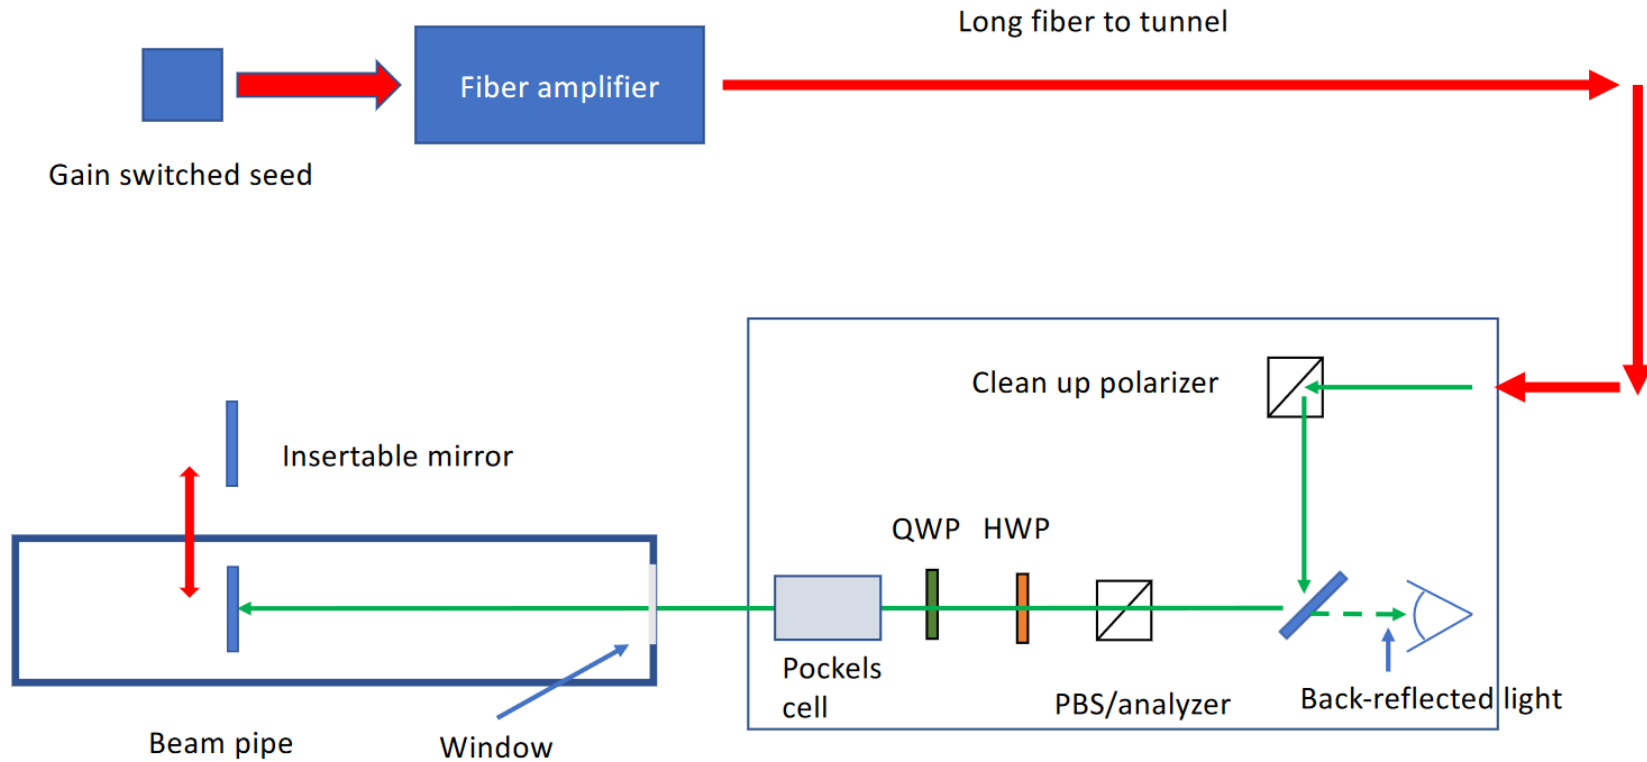 Long fiber to tunnel
Fiber amplifier
Gain switched seed
Clean up polarizer
Insertable mirror
QWP
HWP
Pockels
cell
PBS/analyzer
Back-reflected light
Beam pipe
Window